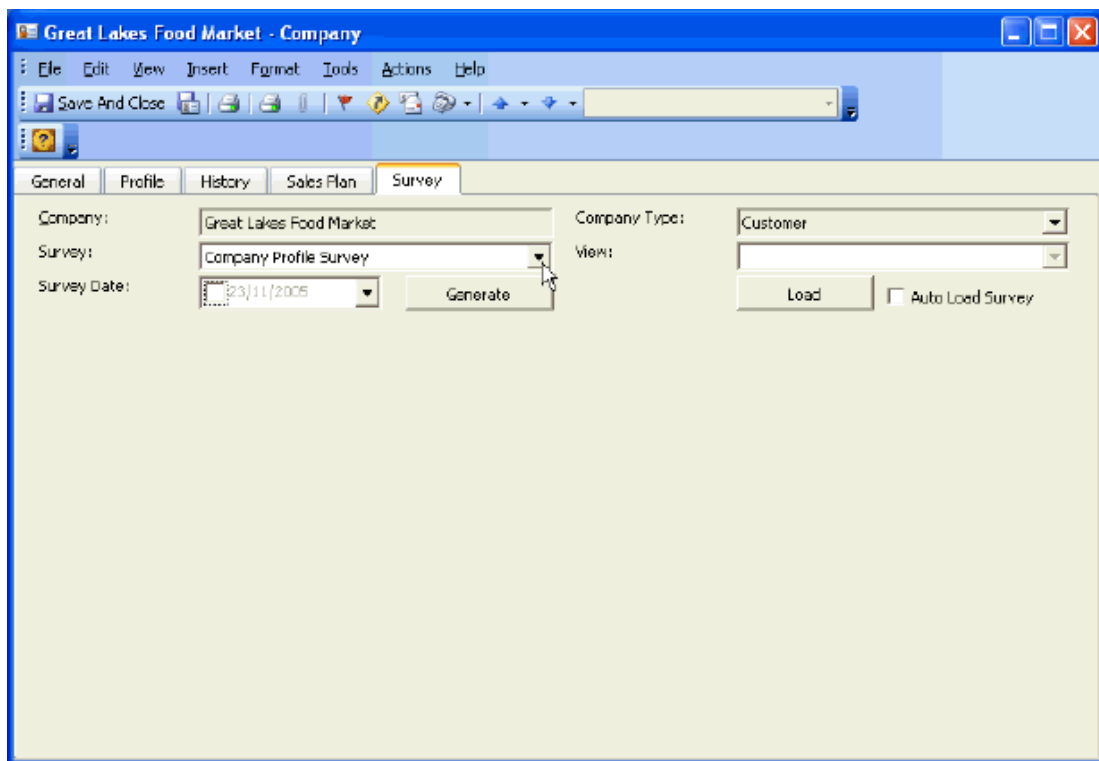 Great Lakes Food Market - Company
File Edit View Insert Format Tools Actions Help
Save And Close
General Profile History Sales Plan Survey
Company: Great Lakes Food Market Company Type: Customer
Survey: Company Profile Survey View:
Survey Date: 23/11/2005 Generate Load Auto Load Survey